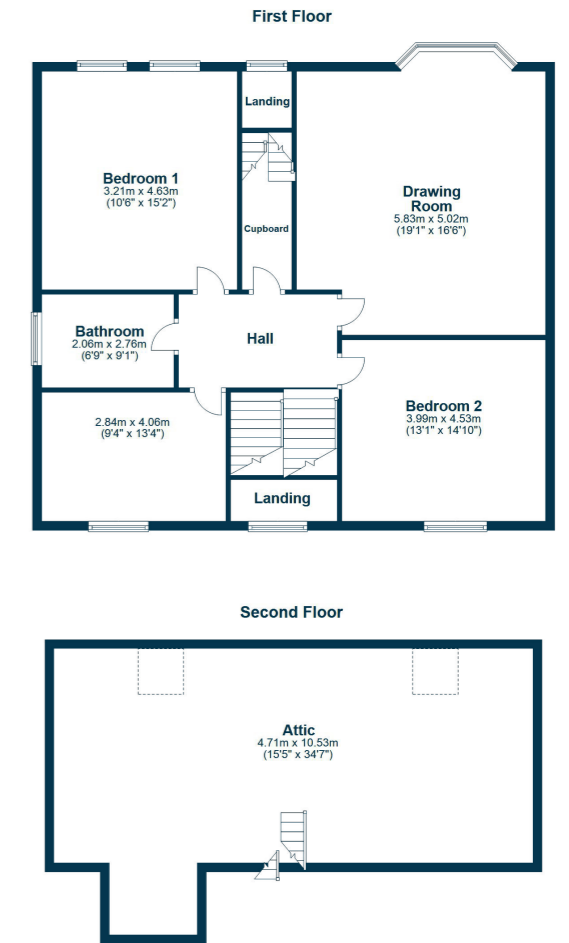 First Floor
Landing
Bedroom 1
3.21m x 4.63m
(10'6" x 15'2")
Drawing
Room
5.83m x 5.02m
(19'1" x 16'6")
Cupboard
Bathroom
2.06m x 2.76m
(6'9" x 9'1")
Hall
Bedroom 2
3.99m x 4.53m
(13'1" x 14'10")
2.84m x 4.06m
(9'4" x 13'4")
Landing
Second Floor
Attic
4.71m x 10.53m
(15'5" x 34'7")